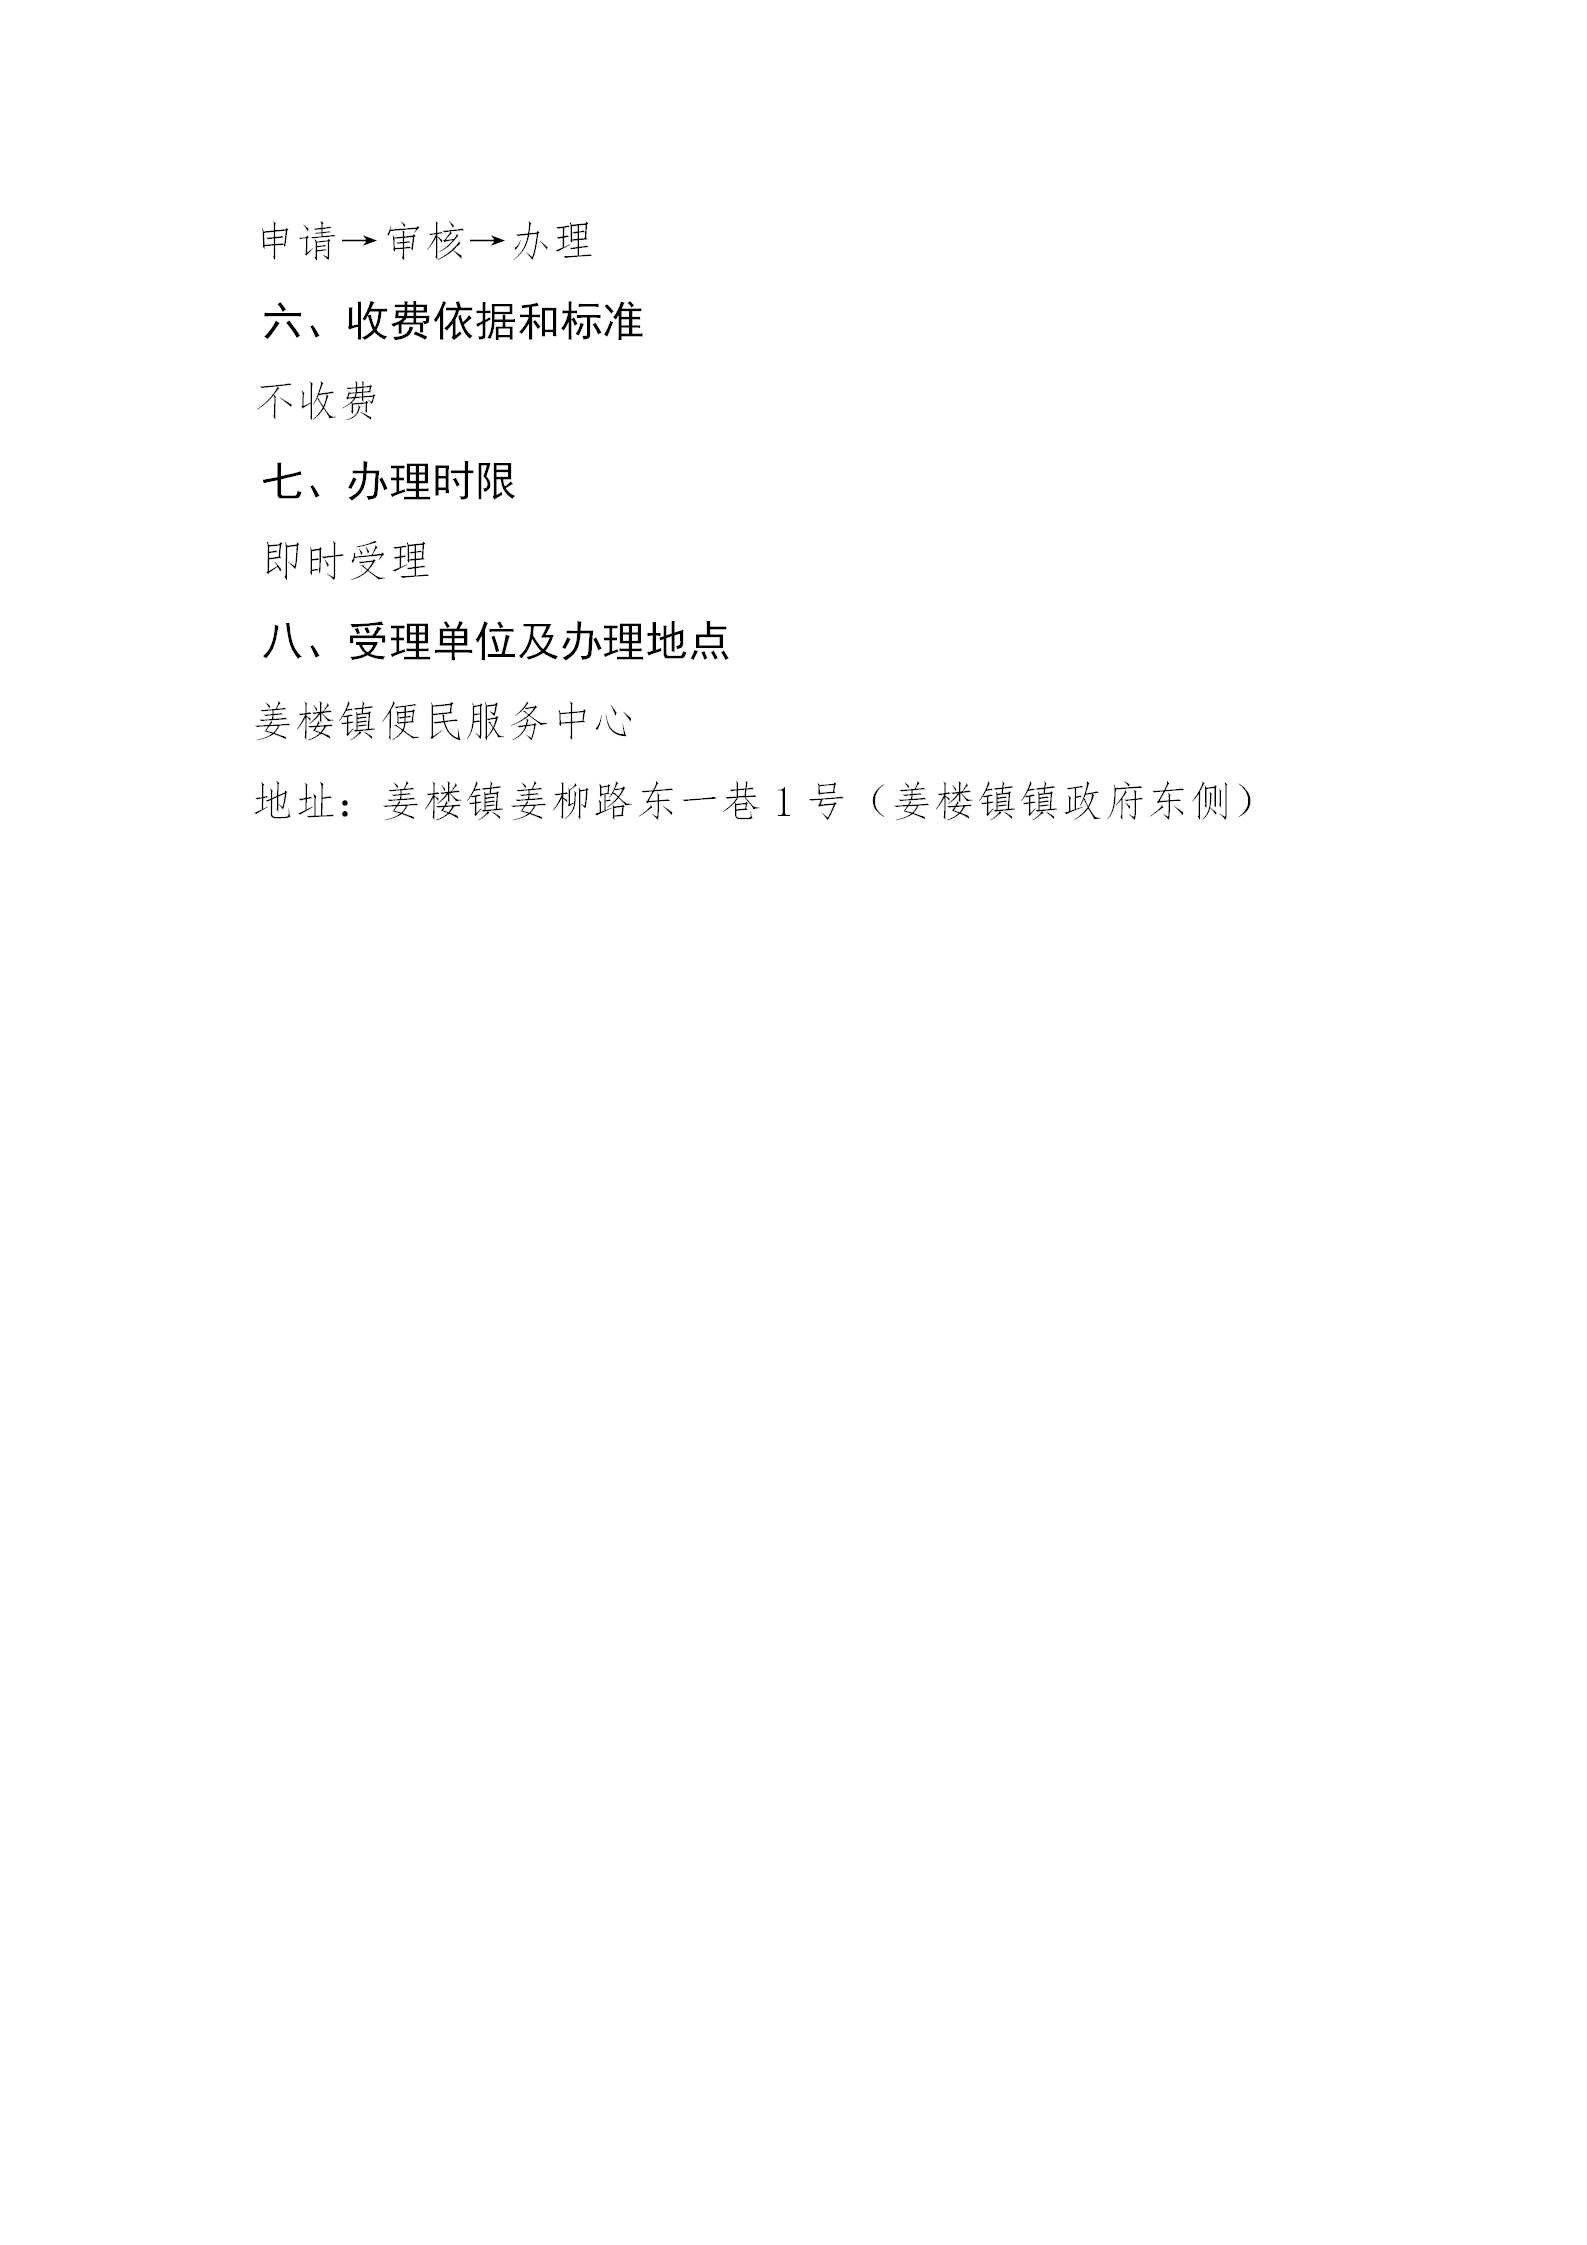 申请→审核→办理
六、收费依据和标准
不收费
七、办理时限
即时受理
八、受理单位及办理地点
姜楼镇便民服务中心
地址：姜楼镇姜柳路东一巷1号（姜楼镇镇政府东侧）